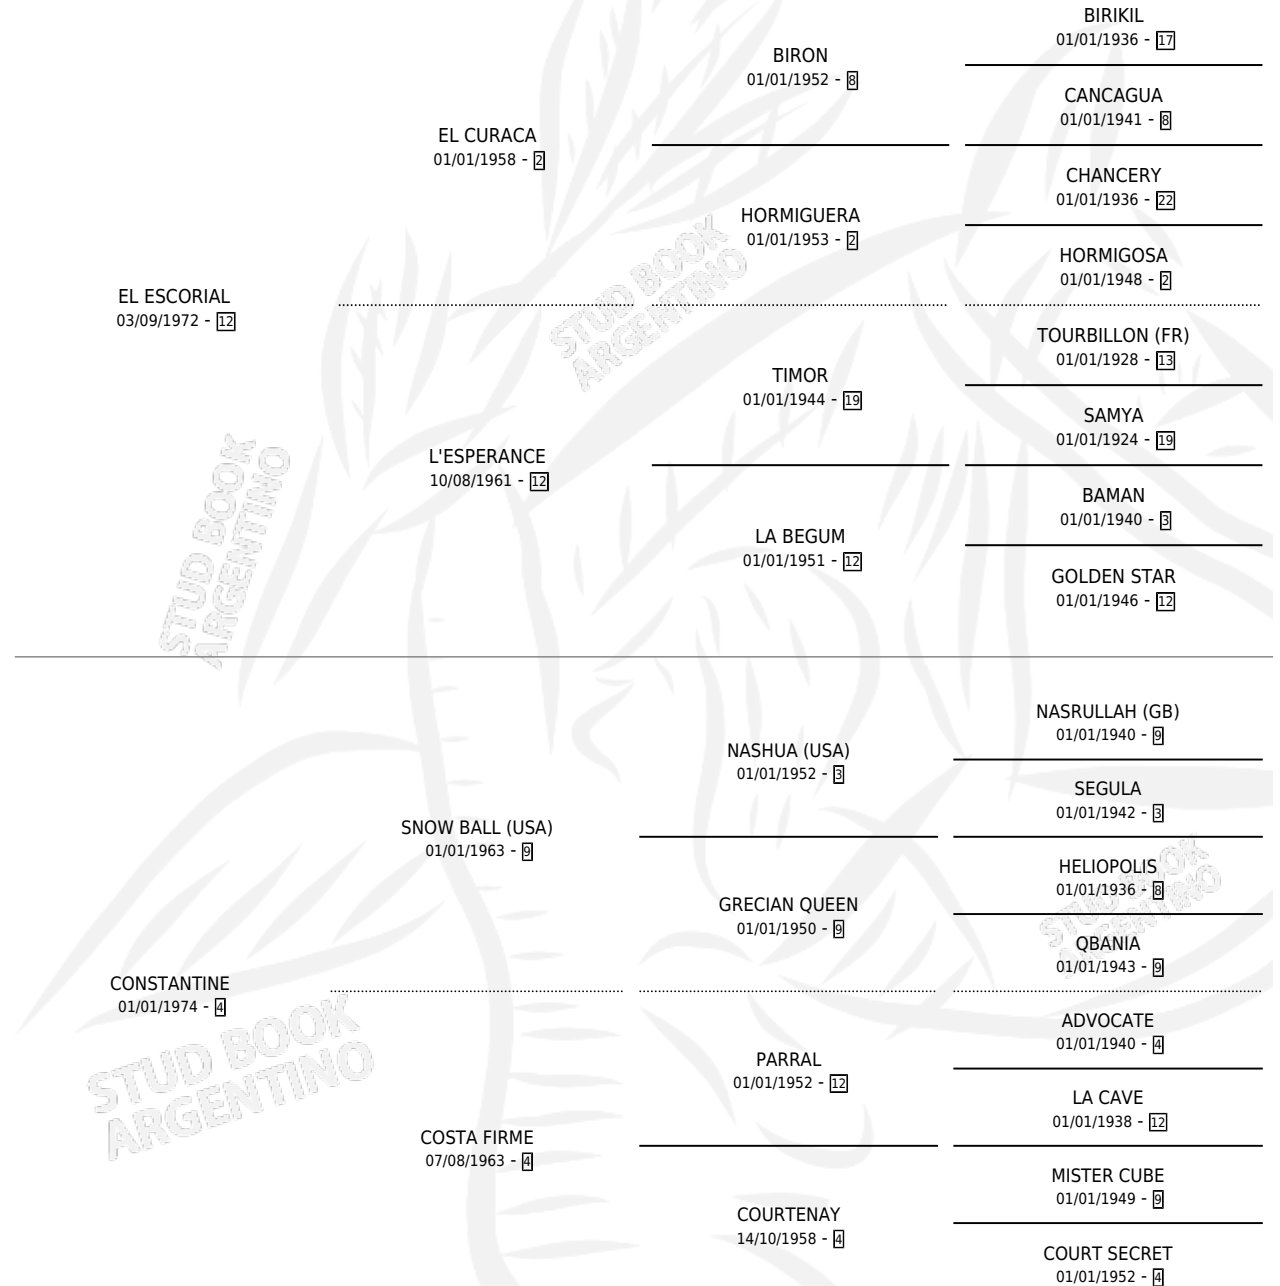 BIRIKIL
01/01/1936 - 17
BIRON
01/01/1952 - 8
CANCAGUA
01/01/1941 - 8
EL CURACA
01/01/1958 - 2
CHANCERY
01/01/1936 - 22
HORMIGUERA
01/01/1953 - 2
HORMIGOSA
01/01/1948 - 2
EL ESCORIAL
03/09/1972 - 12
STUD BOOK
ARGENTINO
TOURBILLON (FR)
01/01/1928 - 13
TIMOR
01/01/1944 - 19
SAMYA
01/01/1924 - 19
L'ESPERANCE
10/08/1961 - 12
BAMAN
01/01/1940 - 3
LA BEGUM
01/01/1951 - 12
GOLDEN STAR
01/01/1946 - 12
STUD BOOK
ARGENTINO
NASRULLAH (GB)
01/01/1940 - 9
NASHUA (USA)
01/01/1952 - 3
SEGULA
01/01/1942 - 3
SNOW BALL (USA)
01/01/1963 - 9
HELIOPOLIS
01/01/1936 - 8
GRECIAN QUEEN
01/01/1950 - 9
STUD BOOK
ARGENTINO
QBANIA
01/01/1943 - 9
CONSTANTINE
01/01/1974 - 4
ADVOCATE
01/01/1940 - 4
STUD BOOK
ARGENTINO
PARRAL
01/01/1952 - 12
LA CAVE
01/01/1938 - 12
COSTA FIRME
07/08/1963 - 4
MISTER CUBE
01/01/1949 - 9
COURTENAY
14/10/1958 - 4
COURT SECRET
01/01/1952 - 4